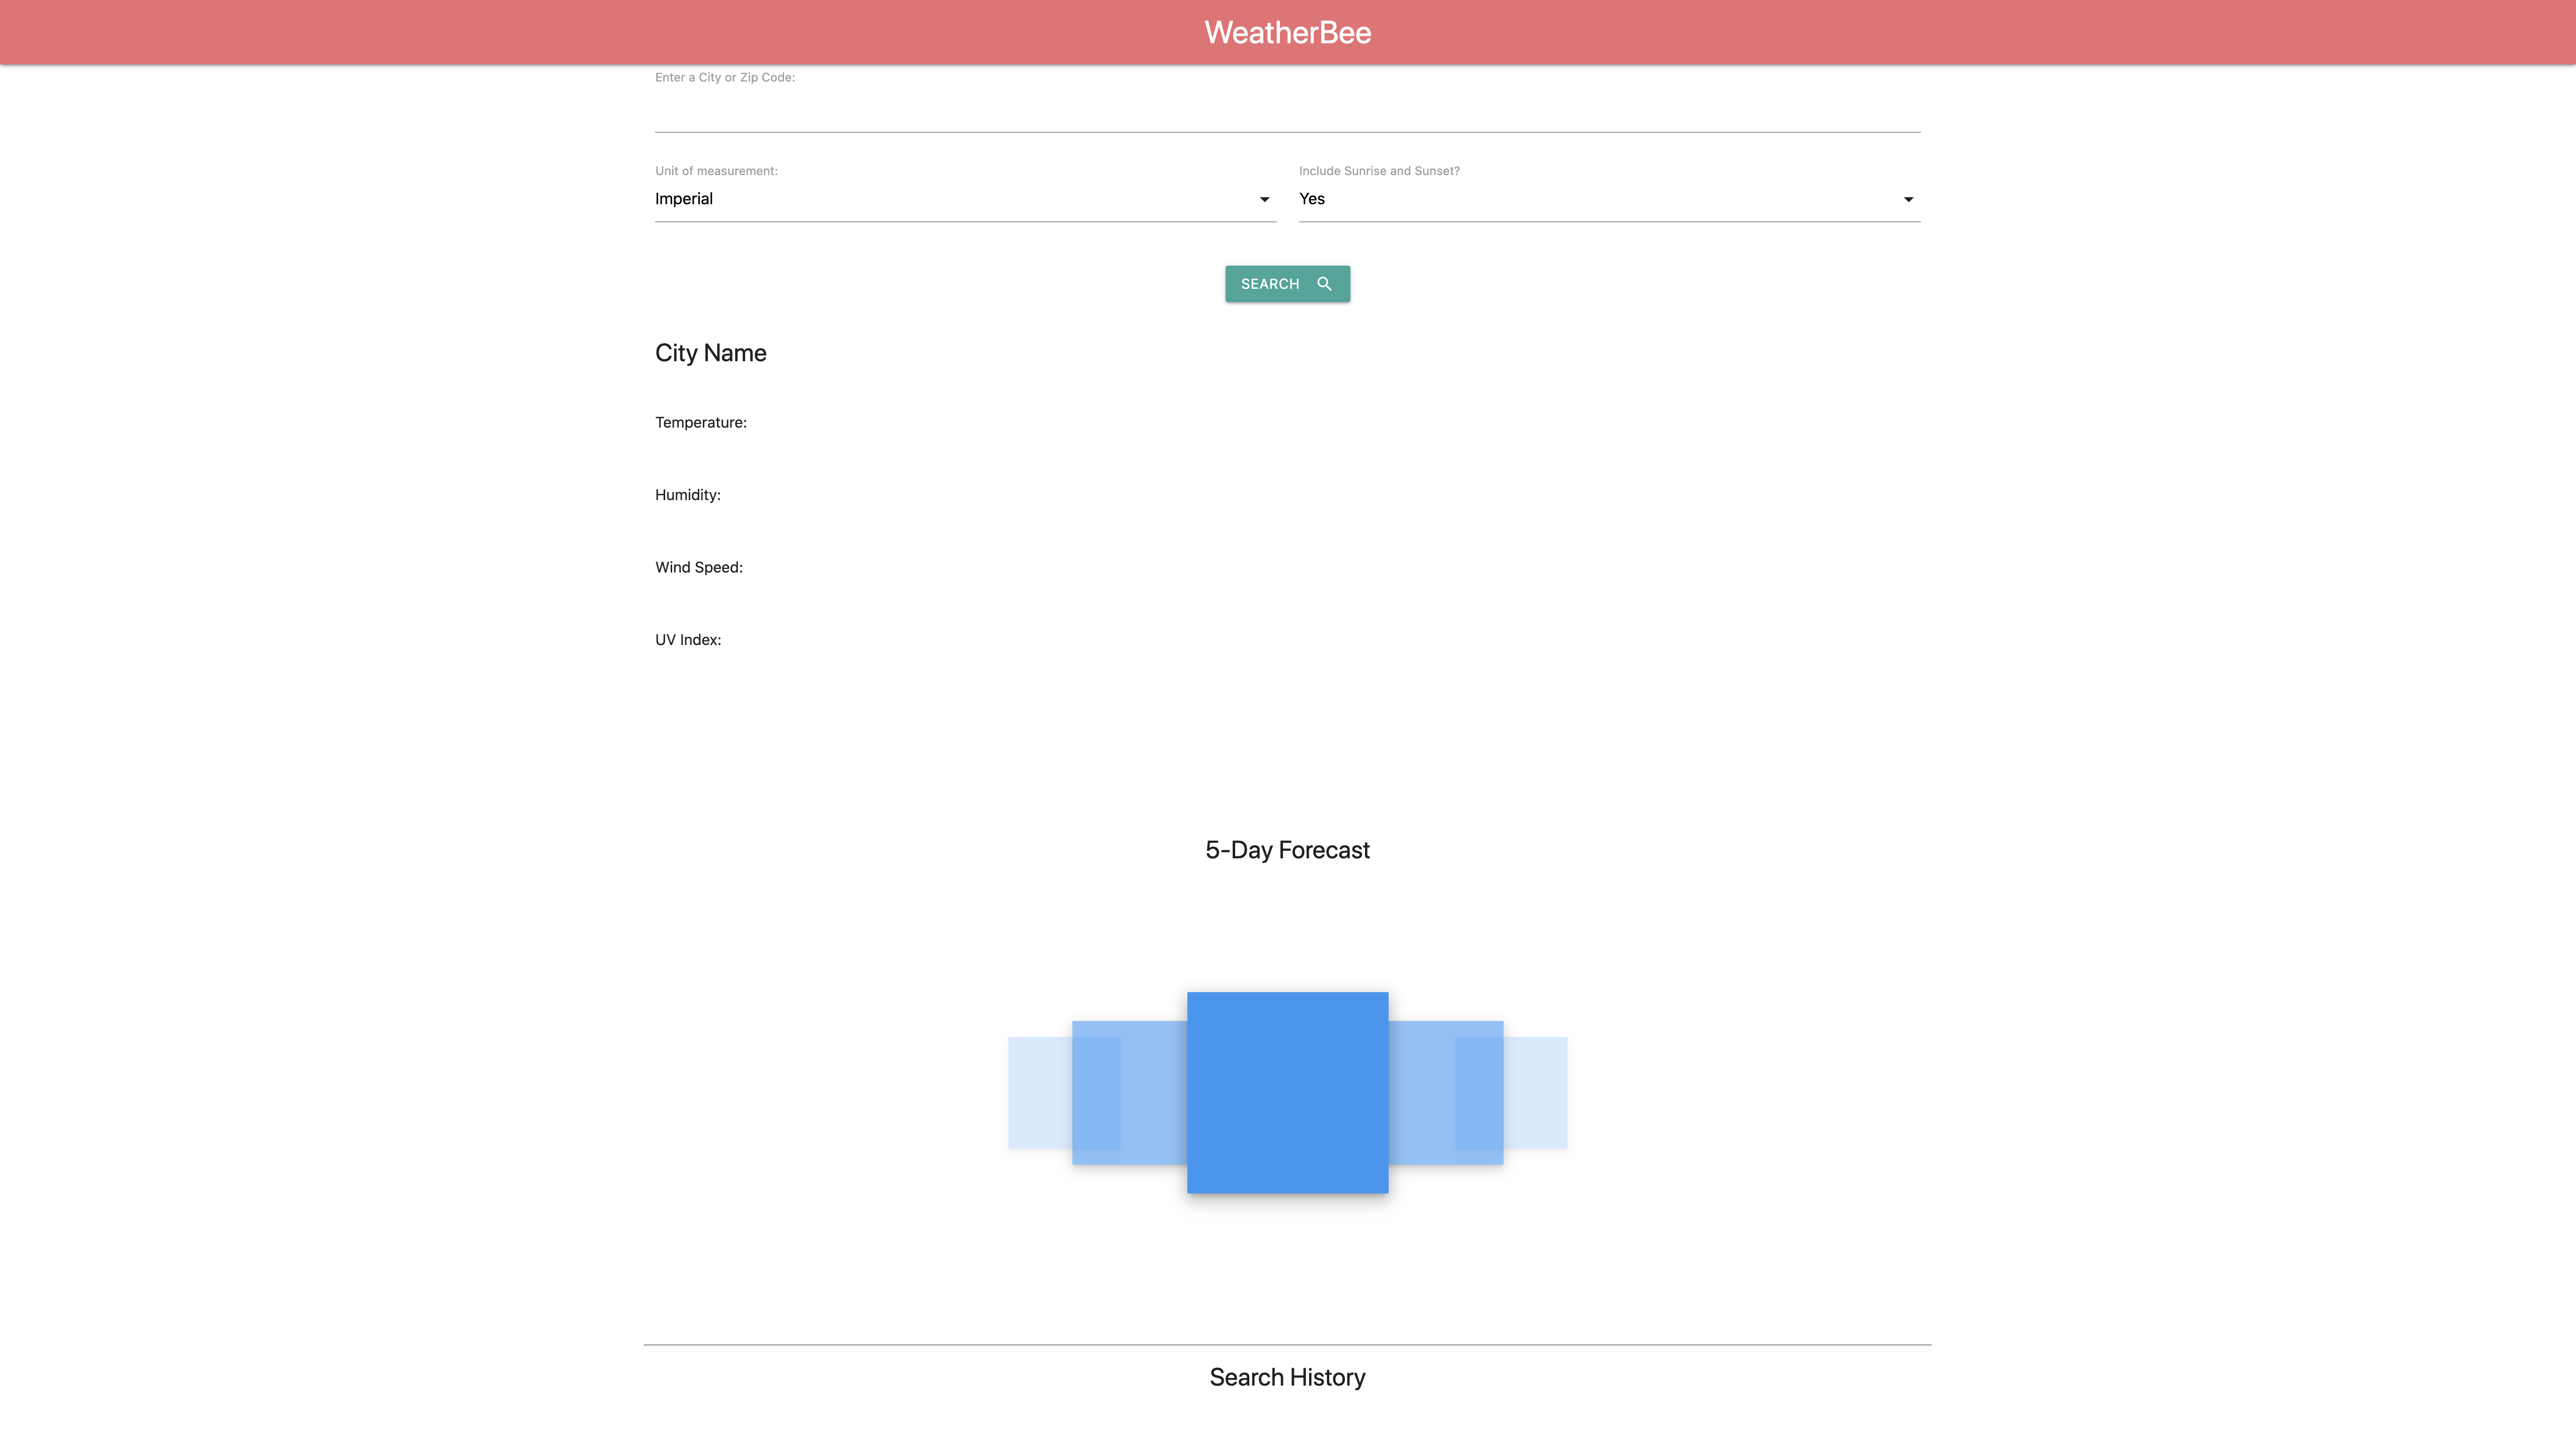 WeatherBee
Enter a City or Zip Code:
Unit of measurement:
Include Sunrise and Sunset?
Imperial
Yes
SEARCH
City Name
Temperature:
Humidity:
Wind Speed:
UV Index:
5-Day Forecast
Search History